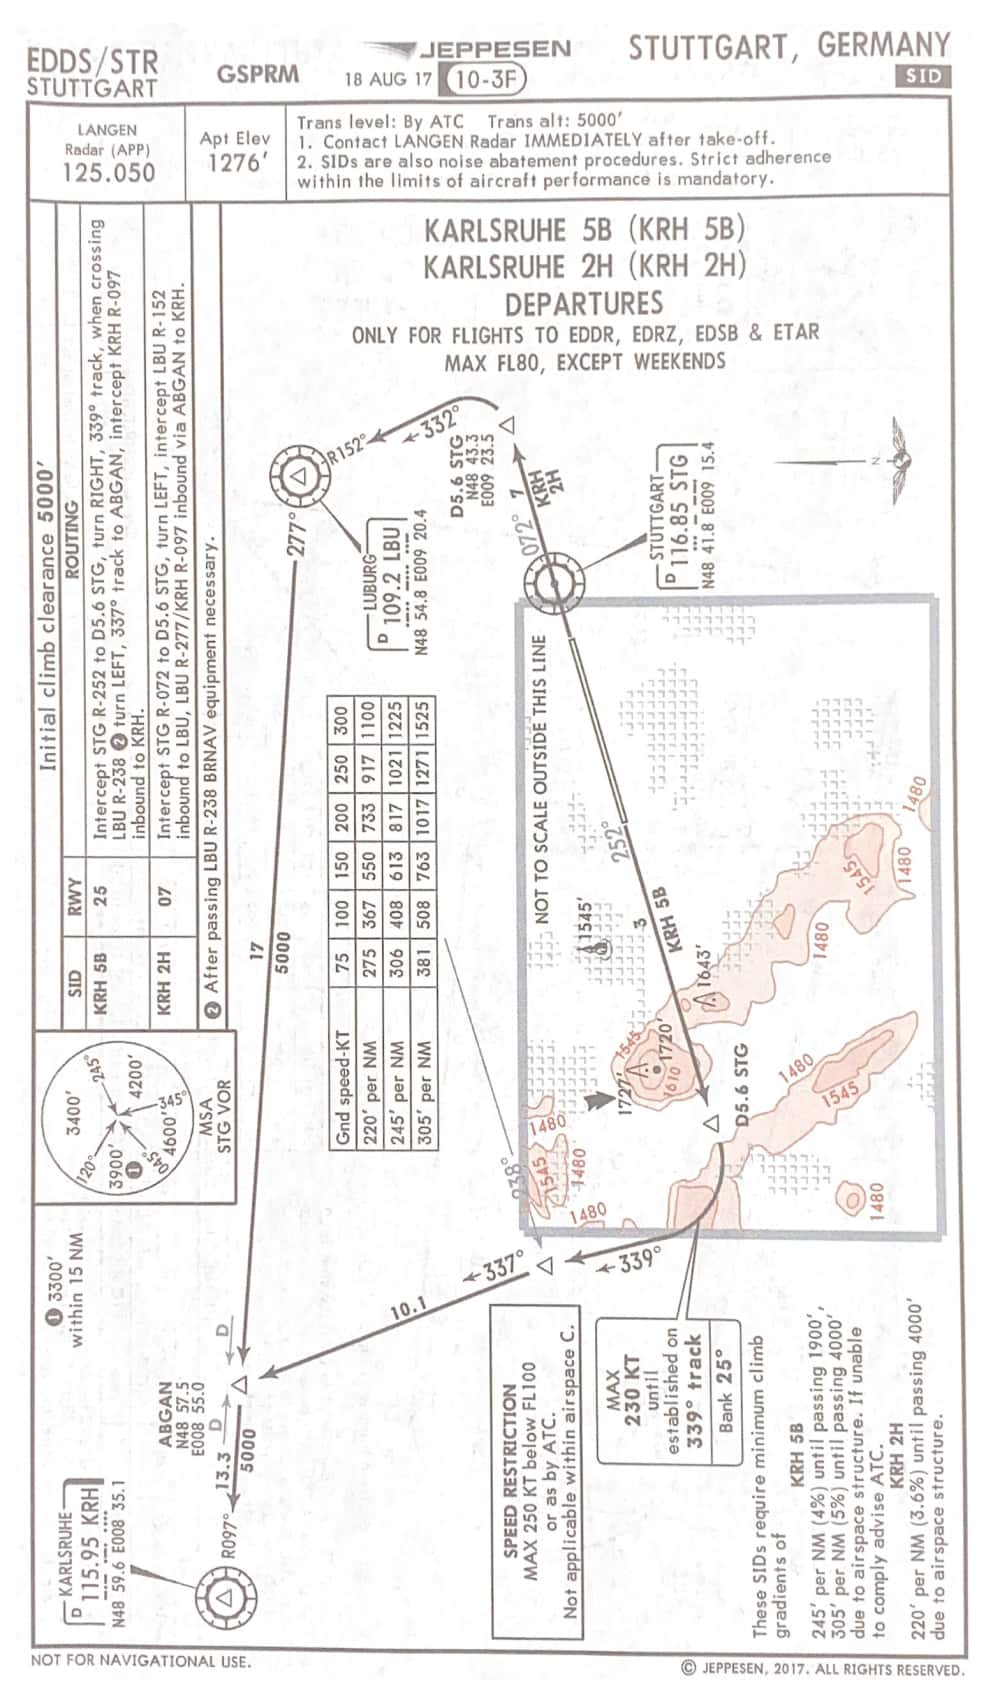 EDDS/STR
STUTTGART
GSPRM
JEPPESEN
18 AUG 17
10-3F
STUTTGART, GERMANY
SID
LANGEN
Radar (APP)
125.050
Apt Elev
1276'
Trans level: By ATC Trans alt: 5000'
1. Contact LANGEN Radar IMMEDIATELY after take-off.
2. SIDs are also noise abatement procedures. Strict adherence
within the limits of aircraft performance is mandatory.
KARLSRUHE 5B (KRH 5B)
KARLSRUHE 2H (KRH 2H)
DEPARTURES
ONLY FOR FLIGHTS TO EDDR, EDRZ, EDSB & ETAR
MAX FL80, EXCEPT WEEKENDS
Initial climb clearance 5000'
SID RWY ROUTING
KRH 5B 25 Intercept STG R-252 to D5.6 STG, turn RIGHT, 339° track, when crossing
LBU R-238 ❷ turn LEFT, 337° track to ABGAN, intercept KRH R-097
inbound to KRH.
KRH 2H 07 Intercept STG R-072 to D5.6 STG, turn LEFT, intercept LBU R-152
inbound to LBU, LBU R-277/KRH R-097 inbound via ABGAN to KRH.
❷ After passing LBU R-238 BRNAV equipment necessary.
3400'
245°
4200'
345°
4600
045°
3900'
❶
120°
MSA
STG VOR
❶ 3300'
within 15 NM
Gnd speed-KT 75 100 150 200 250 300
220' per NM 275 367 550 733 917 1100
245' per NM 306 408 613 817 1021 1225
305' per NM 381 508 763 1017 1271 1525
R152°
332°
277°
LUBURG
D 109.2 LBU
N48 54.8 E009 20.4
D5.6 STG
N48 43.3
E009 23.5
KRH
2H
7
072°
STUTTGART
D 116.85 STG
N48 41.8 E009 15.4
N
17
5000
NOT TO SCALE OUTSIDE THIS LINE
252°
3
KRH 5B
1545'
1643'
1545
1720'
1727'
1610
D5.6 STG
1480
1545
1480
1480
1545
1480
1480
1480
1545
1480
1480
1480
238°
339°
337°
10.1
D
ABGAN
N48 57.5
E008 55.0
D
13.3
5000
R097°
KARLSRUHE
D 115.95 KRH
N48 59.6 E008 35.1
SPEED RESTRICTION
MAX 250 KT below FL100
or as by ATC.
Not applicable within airspace C.
MAX
230 KT
until
established on
339° track
Bank 25°
These SIDs require minimum climb
gradients of
KRH 5B
245' per NM (4%) until passing 1900',
305' per NM (5%) until passing 4000'
due to airspace structure. If unable
to comply advise ATC.
KRH 2H
220' per NM (3.6%) until passing 4000'
due to airspace structure.
NOT FOR NAVIGATIONAL USE.
© JEPPESEN, 2017. ALL RIGHTS RESERVED.